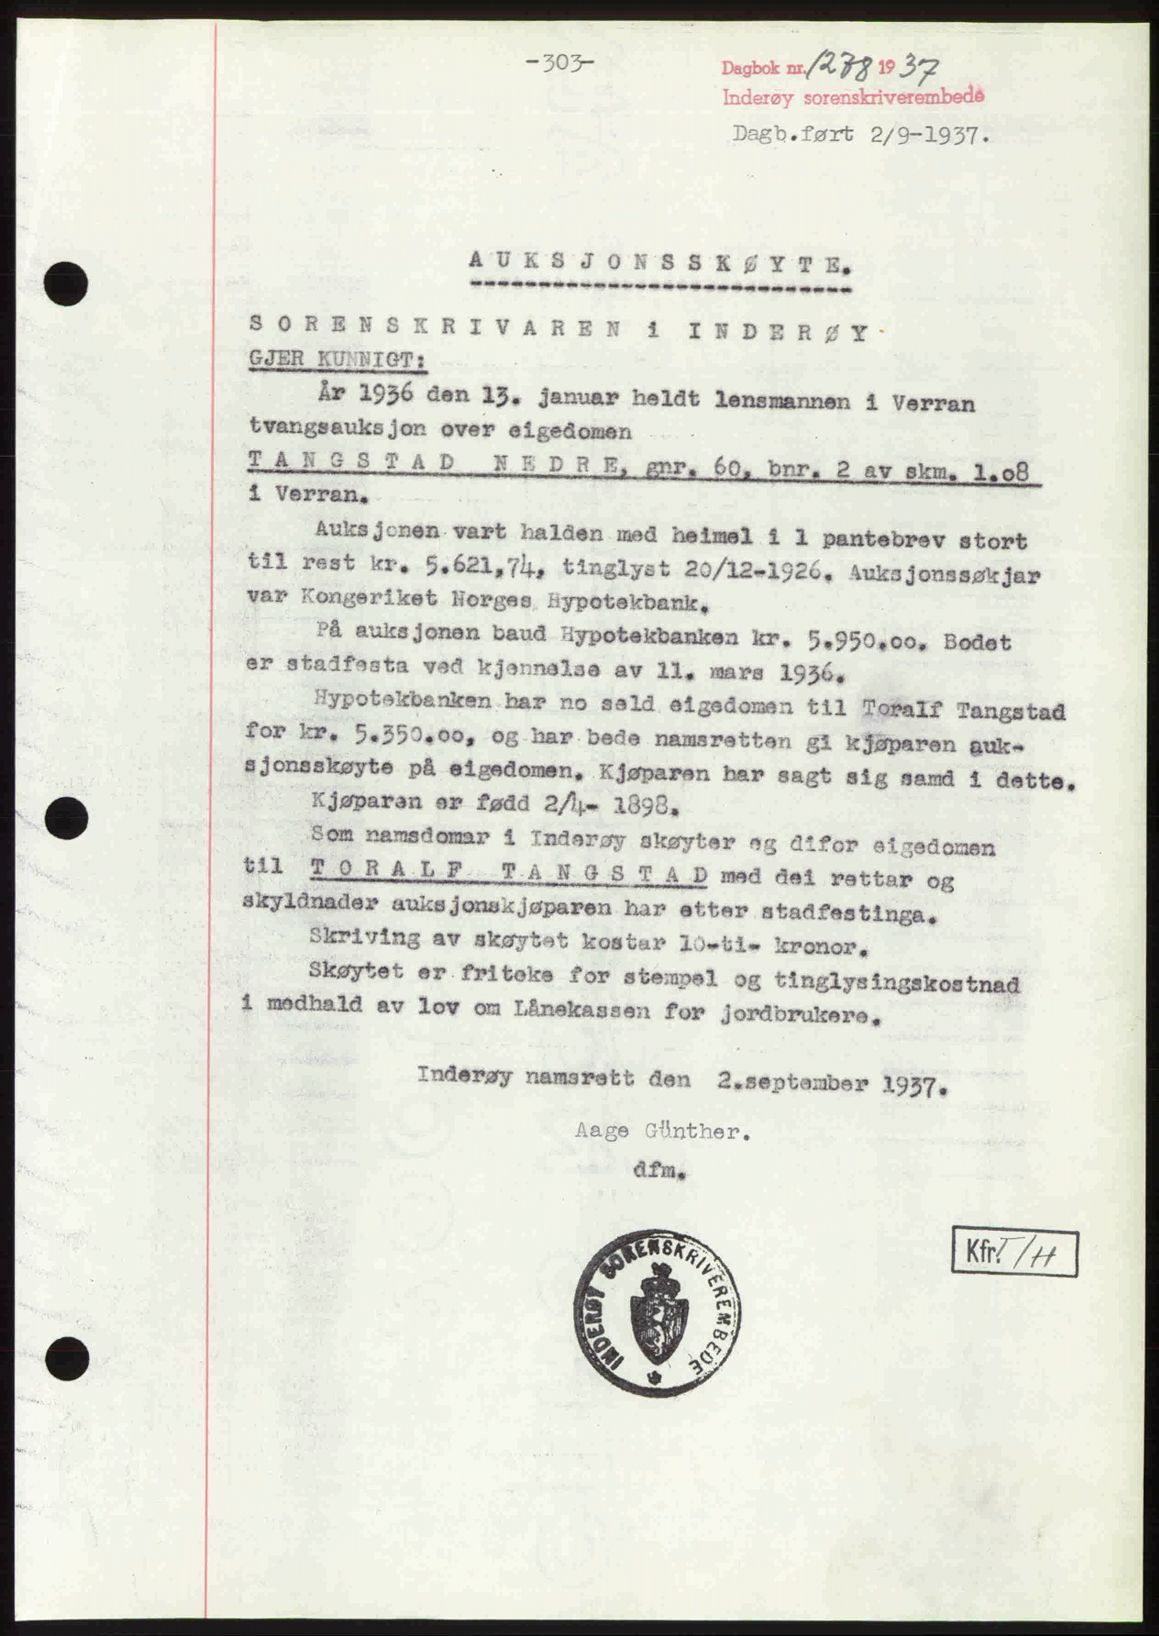 -303-
Dagbok nr. 1278 1937
Inderøy sorenskriverembede
Dagb.ført 2/9-1937.
AUKSJONSSKØYTE.
SORENSKRIVAREN i INDERØY
GJER KUNNIGT:
År 1936 den 13. januar heldt lensmannen i Verran
tvangsauksjon over eigedomen
TANGSTAD NEDRE, gnr. 60, bnr. 2 av skm. 1.o8
i Verran.
Auksjonen vart halden med heimel i 1 pantebrev stort
til rest kr. 5.621,74, tinglyst 20/12-1926. Auksjonssøkjar
var Kongeriket Norges Hypotekbank.
På auksjonen baud Hypotekbanken kr. 5.950.oo. Bodet
er stadfesta ved kjennelse av 11. mars 1936.
Hypotekbanken har no seld eigedomen til Toralf Tangstad
for kr. 5.350.oo, og har bede namsretten gi kjøparen auk-
sjonsskøyte på eigedomen. Kjøparen har sagt sig samd i dette.
Kjøparen er fødd 2/4- 1898.
Som namsdomar i Inderøy skøyter eg difor eigedomen
til TORALF TANGSTAD med dei rettar og
skyldnader auksjonskjøparen har etter stadfestinga.
Skriving av skøytet kostar 10-ti- kronor.
Skøytet er friteke for stempel og tinglysingskostnad
i medhald av lov om Lånekassen for jordbrukere.
Inderøy namsrett den 2.september 1937.
Aage Günther.
dfm.
Kfr. I/H
INDERØY SORENSKRIVEREMBEDE